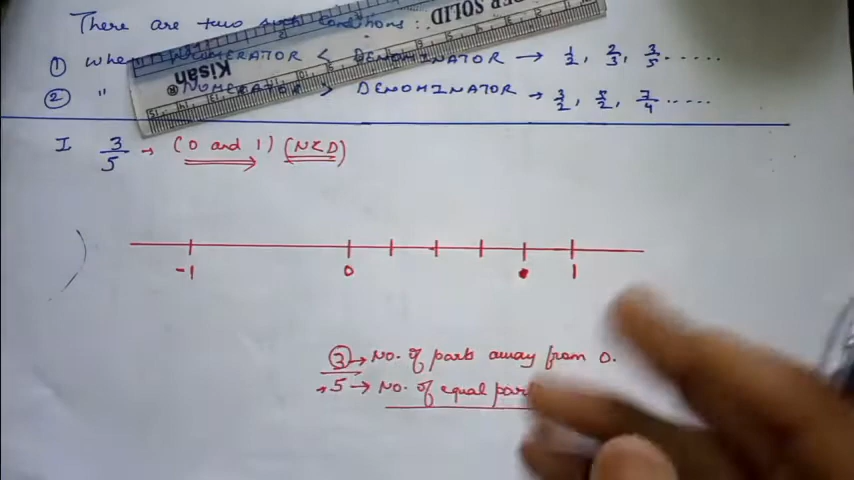 There are two such conditions:
SOLID
Kisan
① When NUMERATOR < DENOMINATOR → 1/2, 2/3, 3/5 .....
② " NUMERATOR > DENOMINATOR → 3/2, 5/2, 7/4 .....
I 3/5 → (0 and 1) (N<D)
-1 0 1
3 → No. of parts away from 0.
5 → No. of equal